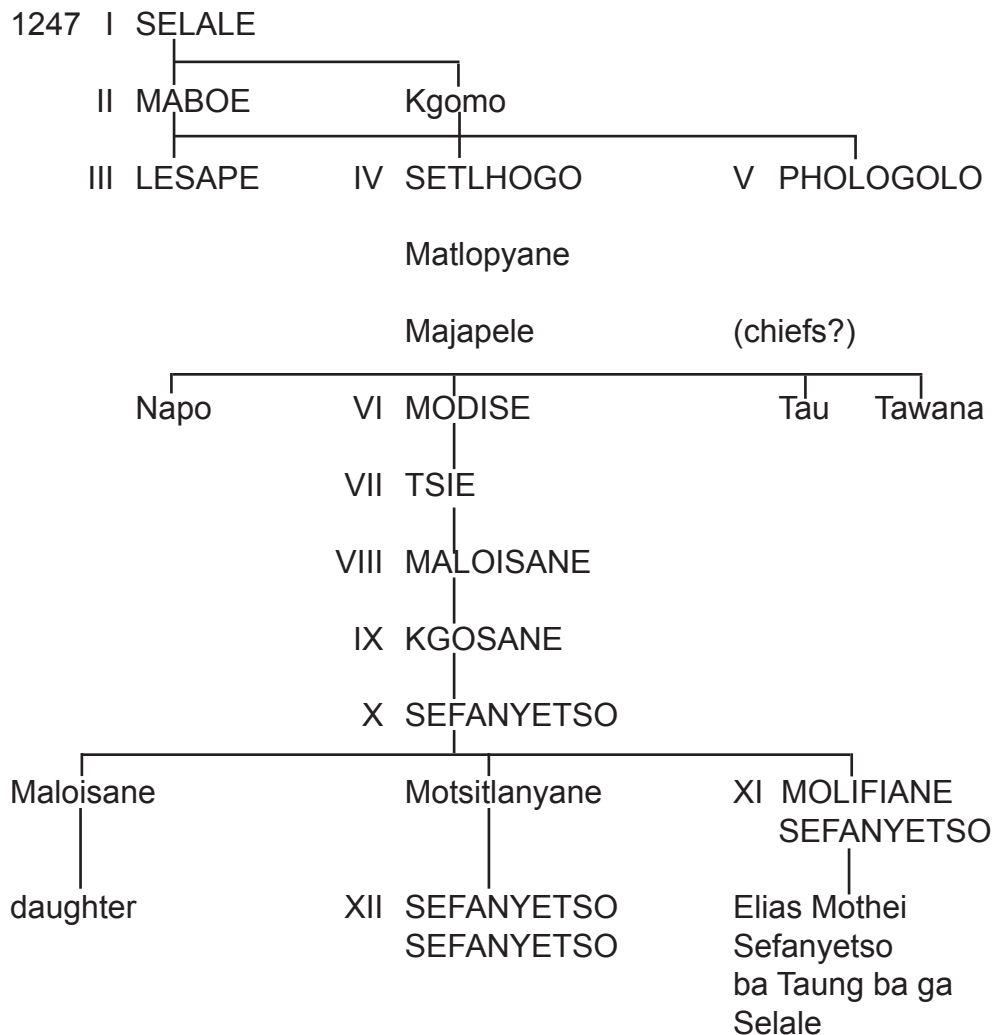 1247 I SELALE
II MABOE Kgomo
III LESAPE IV SETLHOGO V PHOLOGOLO
Matlopyane
Majapele (chiefs?)
Napo VI MODISE Tau Tawana
VII TSIE
VIII MALOISANE
IX KGOSANE
X SEFANYETSO
Maloisane Motsitlanyane XI MOLIFIANE
SEFANYETSO
daughter XII SEFANYETSO Elias Mothei
SEFANYETSO Sefanyetso
ba Taung ba ga
Selale